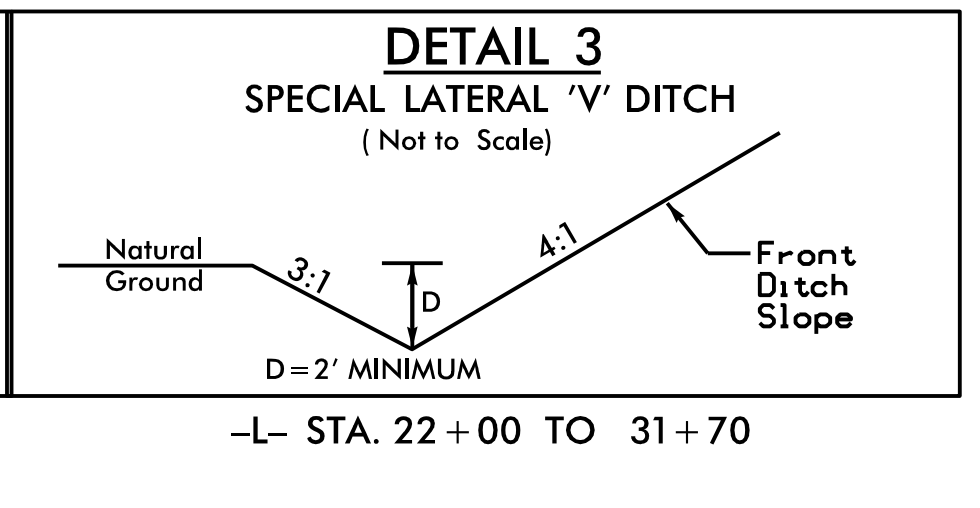 DETAIL 3
SPECIAL LATERAL 'V' DITCH
( Not to Scale)
Natural
Ground
3:1
D
4:1
Front
Ditch
Slope
D=2' MINIMUM
-L- STA. 22+00 TO 31+70